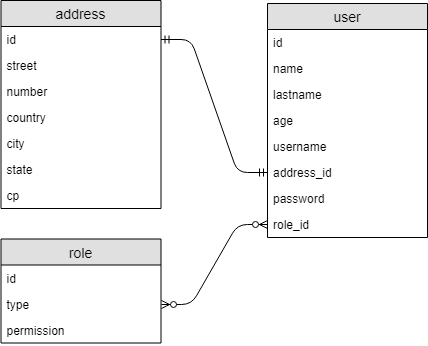 address
id
street
number
country
city
state
cp
user
id
name
lastname
age
username
address_id
password
role_id
role
id
type
permission